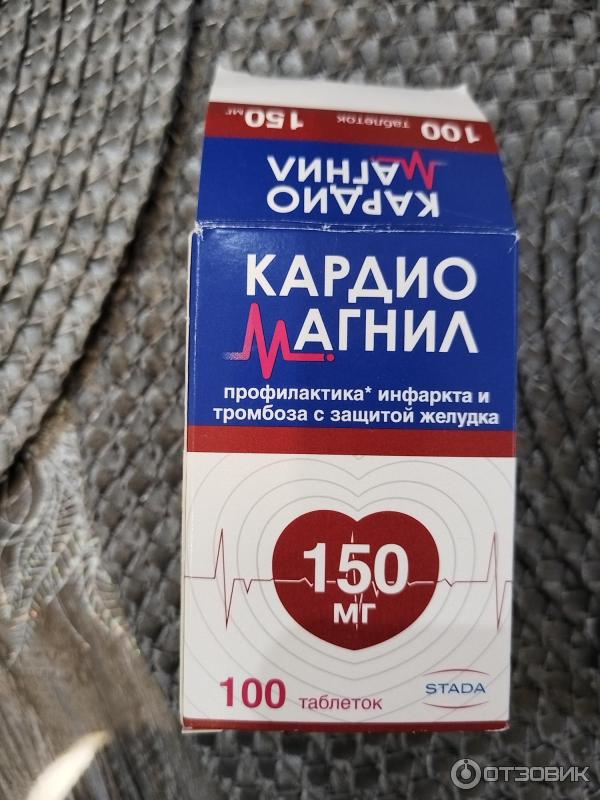 150 мг 100 таблеток
КАРДИО
МАГНИЛ
КАРДИО
МАГНИЛ
профилактика* инфаркта и
тромбоза с защитой желудка
150
МГ
100 таблеток
STADA
ОТЗОВИК